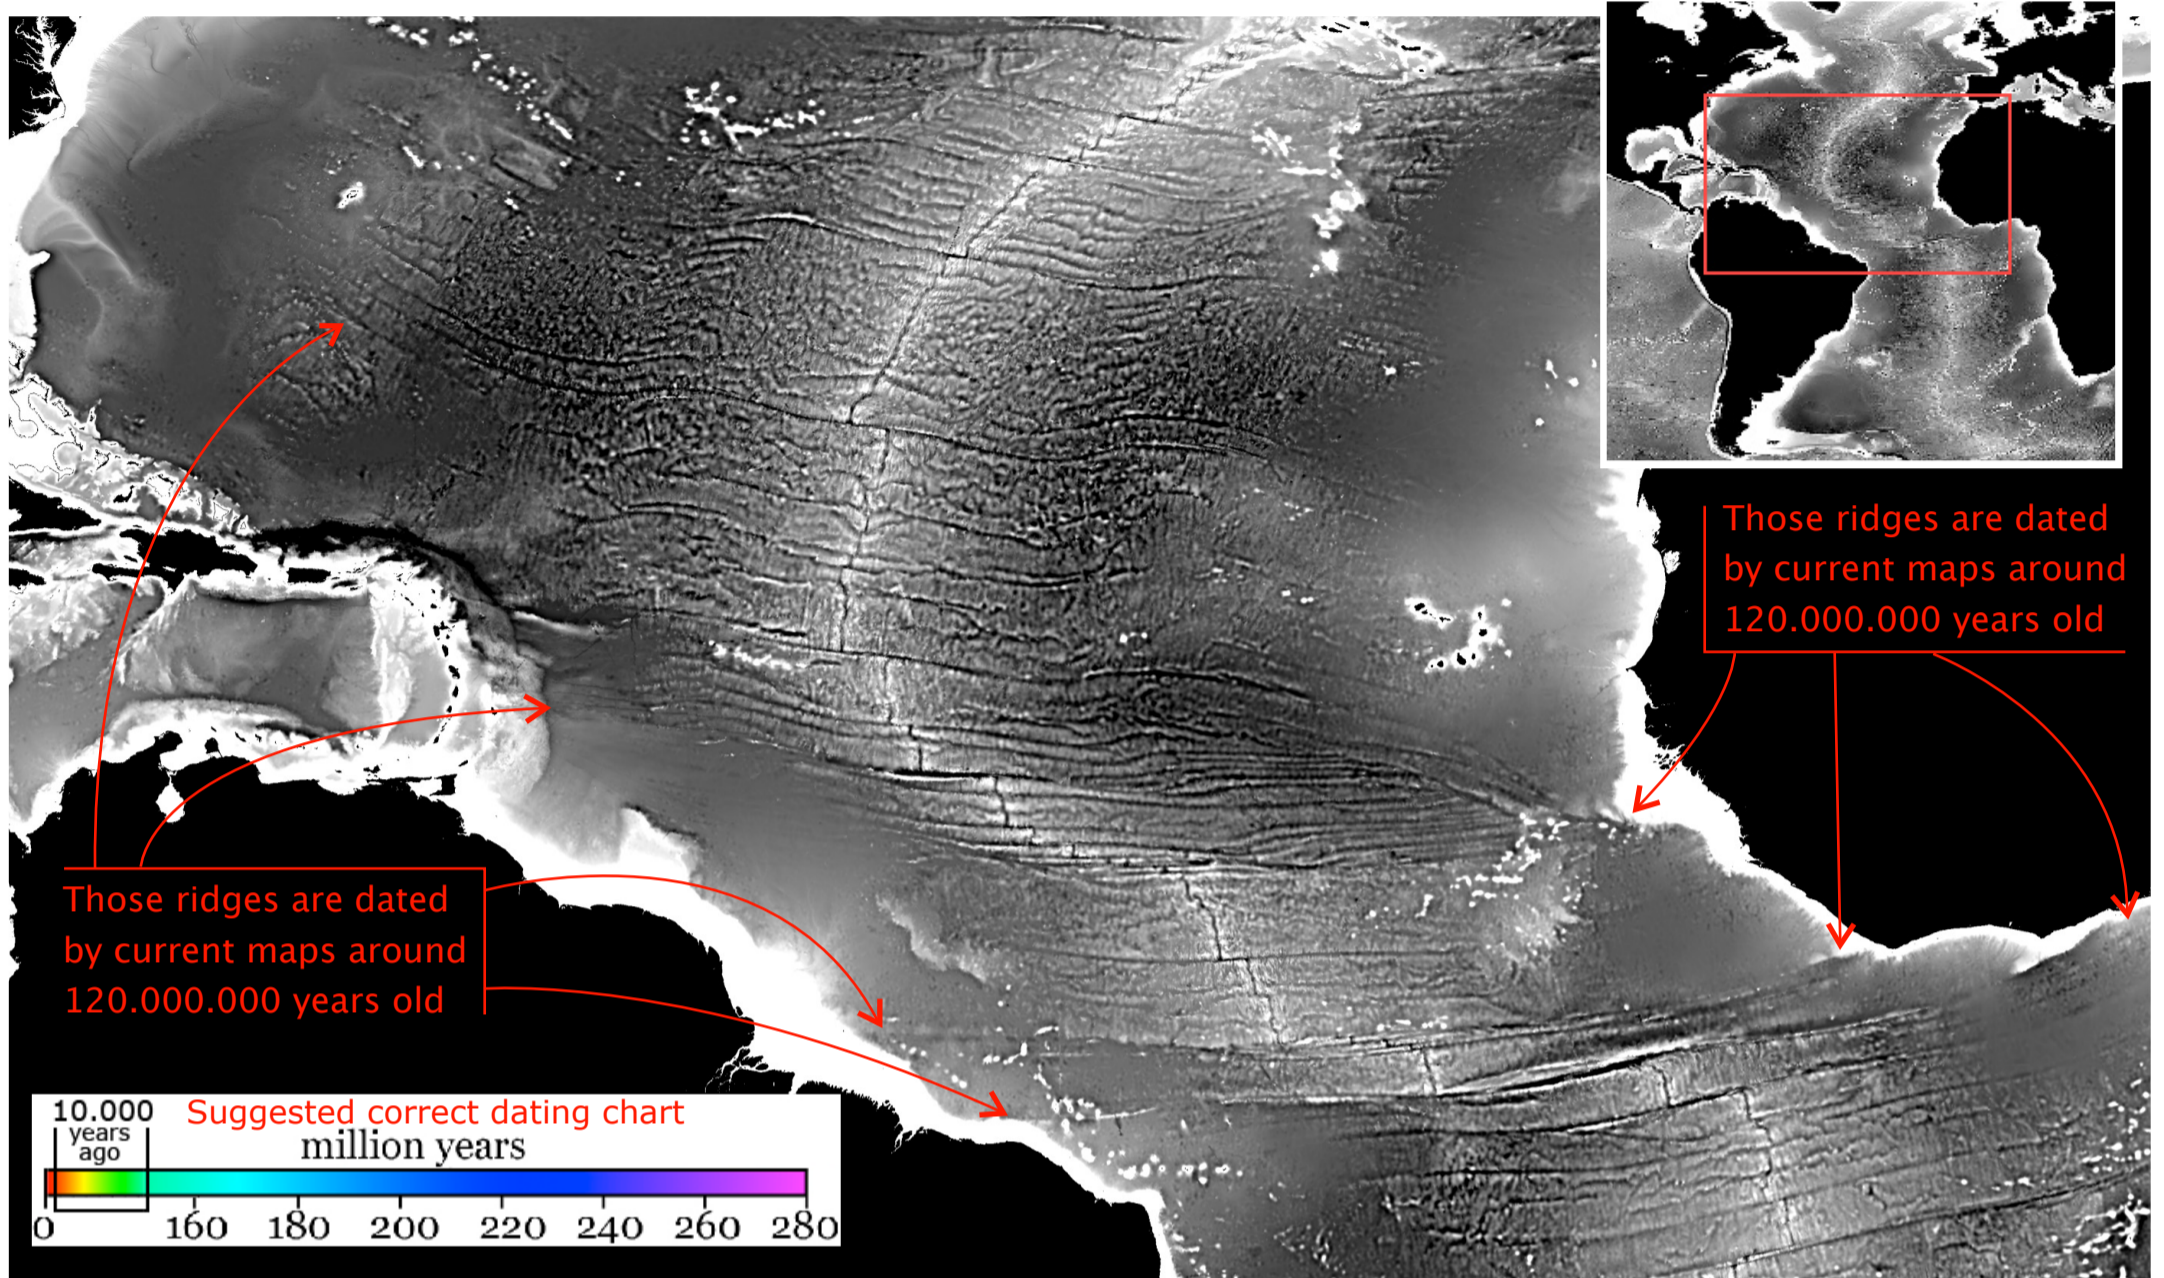 Those ridges are dated
by current maps around
120.000.000 years old
Those ridges are dated
by current maps around
120.000.000 years old
10.000
years
ago
Suggested correct dating chart
million years
0 160 180 200 220 240 260 280